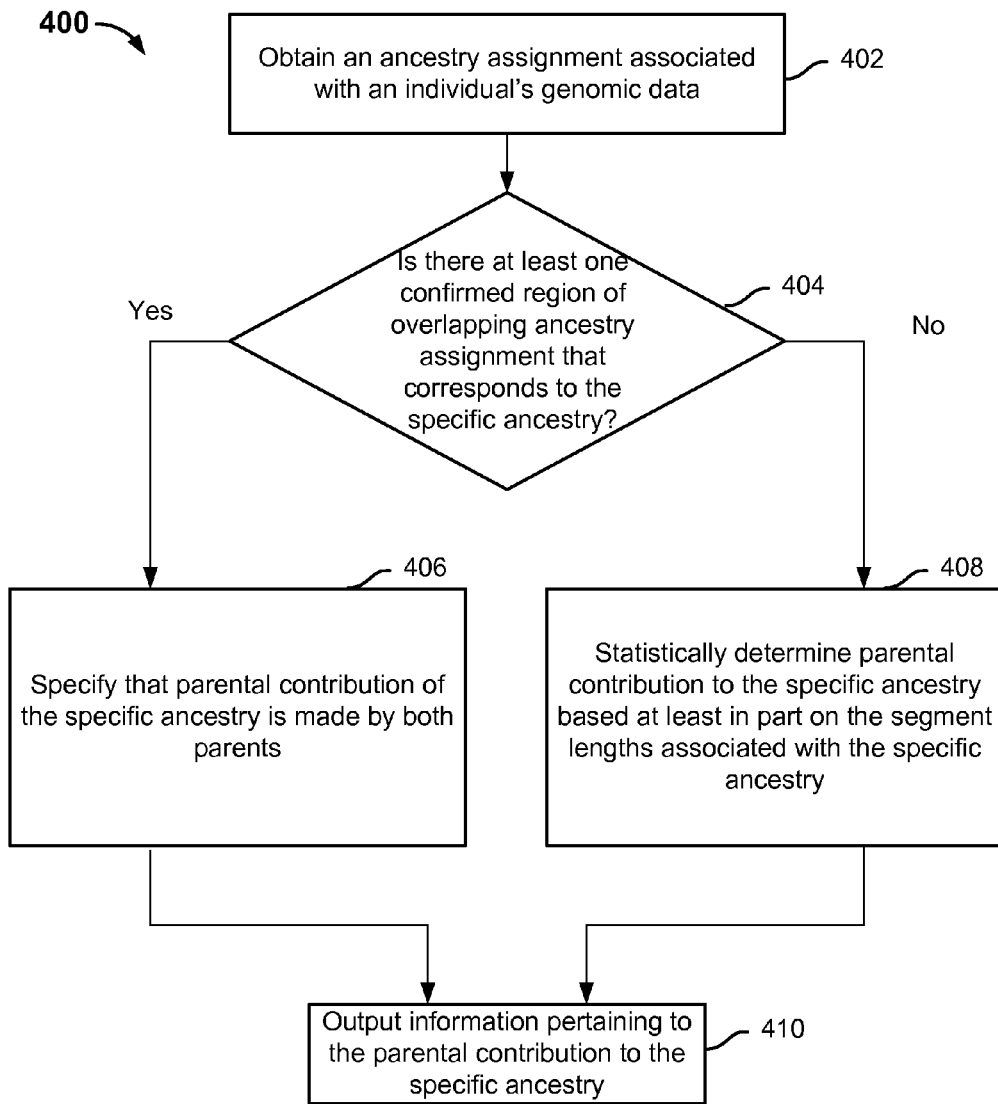 400
Obtain an ancestry assignment associated
with an individual's genomic data
402
Is there at least one
confirmed region of
overlapping ancestry
assignment that
corresponds to the
specific ancestry?
404
Yes
No
406
Specify that parental contribution of
the specific ancestry is made by both
parents
408
Statistically determine parental
contribution to the specific ancestry
based at least in part on the segment
lengths associated with the specific
ancestry
Output information pertaining to
the parental contribution to the
specific ancestry
410